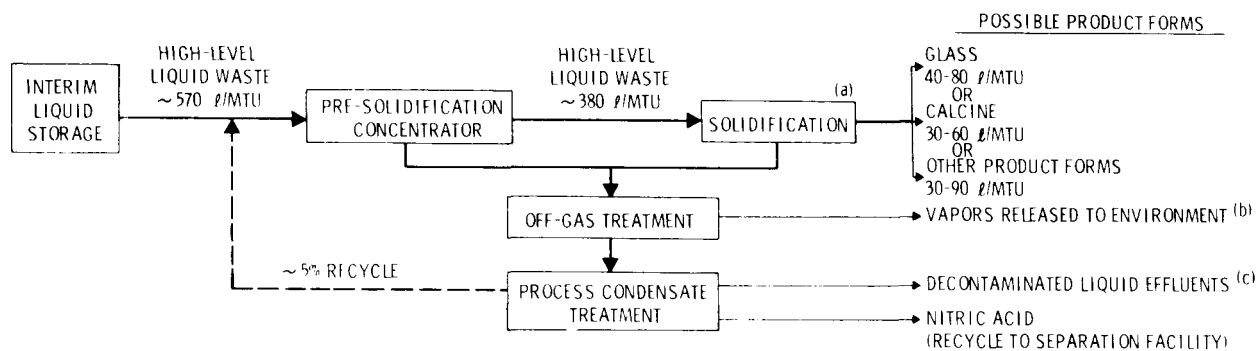 POSSIBLE PRODUCT FORMS
INTERIM
LIQUID
STORAGE
HIGH-LEVEL
LIQUID WASTE
~570 ℓ/MTU
PRE-SOLIDIFICATION
CONCENTRATOR
HIGH-LEVEL
LIQUID WASTE
~380 ℓ/MTU
(a)
SOLIDIFICATION
GLASS
40-80 ℓ/MTU
OR
CALCINE
30-60 ℓ/MTU
OR
OTHER PRODUCT FORMS
30-90 ℓ/MTU
OFF-GAS TREATMENT
VAPORS RELEASED TO ENVIRONMENT (b)
~5% RECYCLE
PROCESS CONDENSATE
TREATMENT
DECONTAMINATED LIQUID EFFLUENTS (c)
NITRIC ACID
(RECYCLE TO SEPARATION FACILITY)